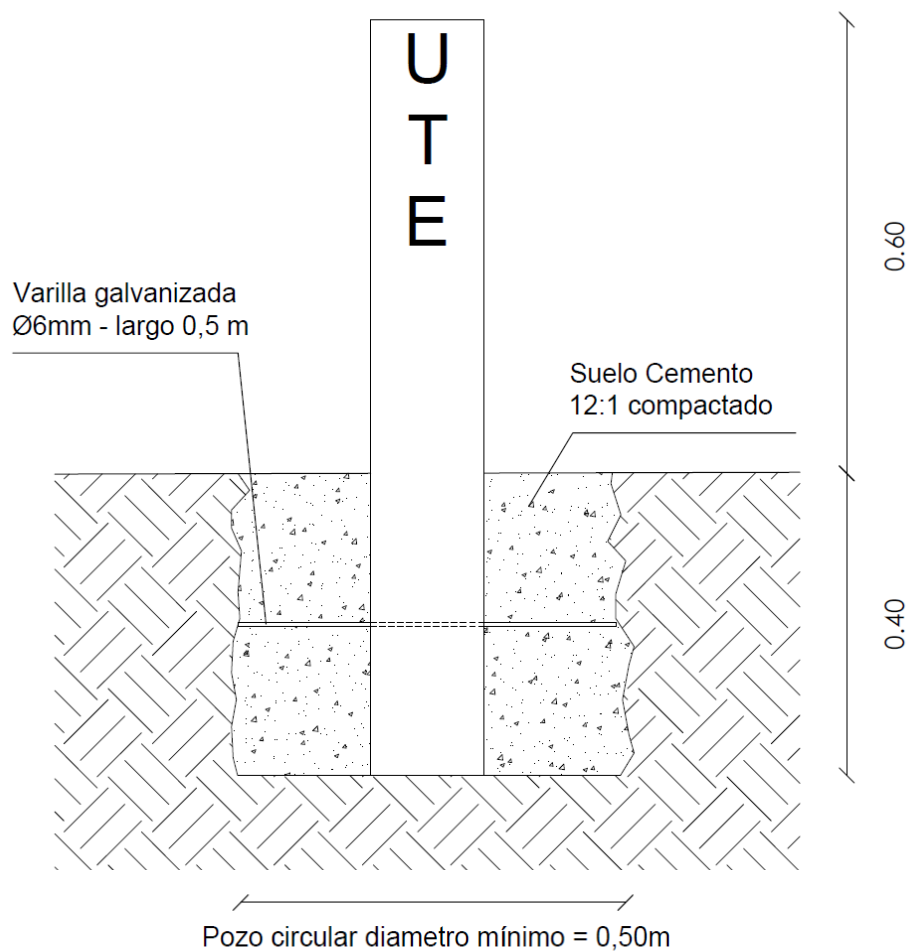 U
T
E
0.60
Varilla galvanizada
Ø6mm - largo 0,5 m
Suelo Cemento
12:1 compactado
0.40
Pozo circular diametro mínimo = 0,50m